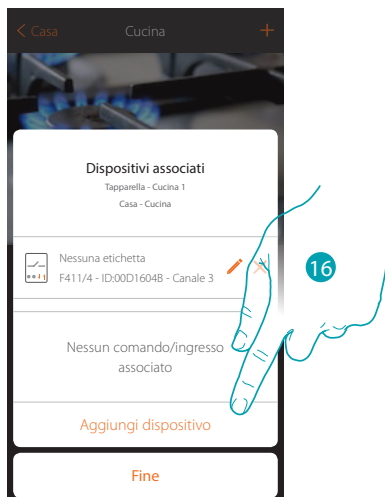 < Casa Cucina +
Dispositivi associati
Tapparella - Cucina 1
Casa - Cucina
Nessuna etichetta
F411/4 - ID:00D1604B - Canale 3
16
Nessun comando/ingresso
associato
Aggiungi dispositivo
Fine